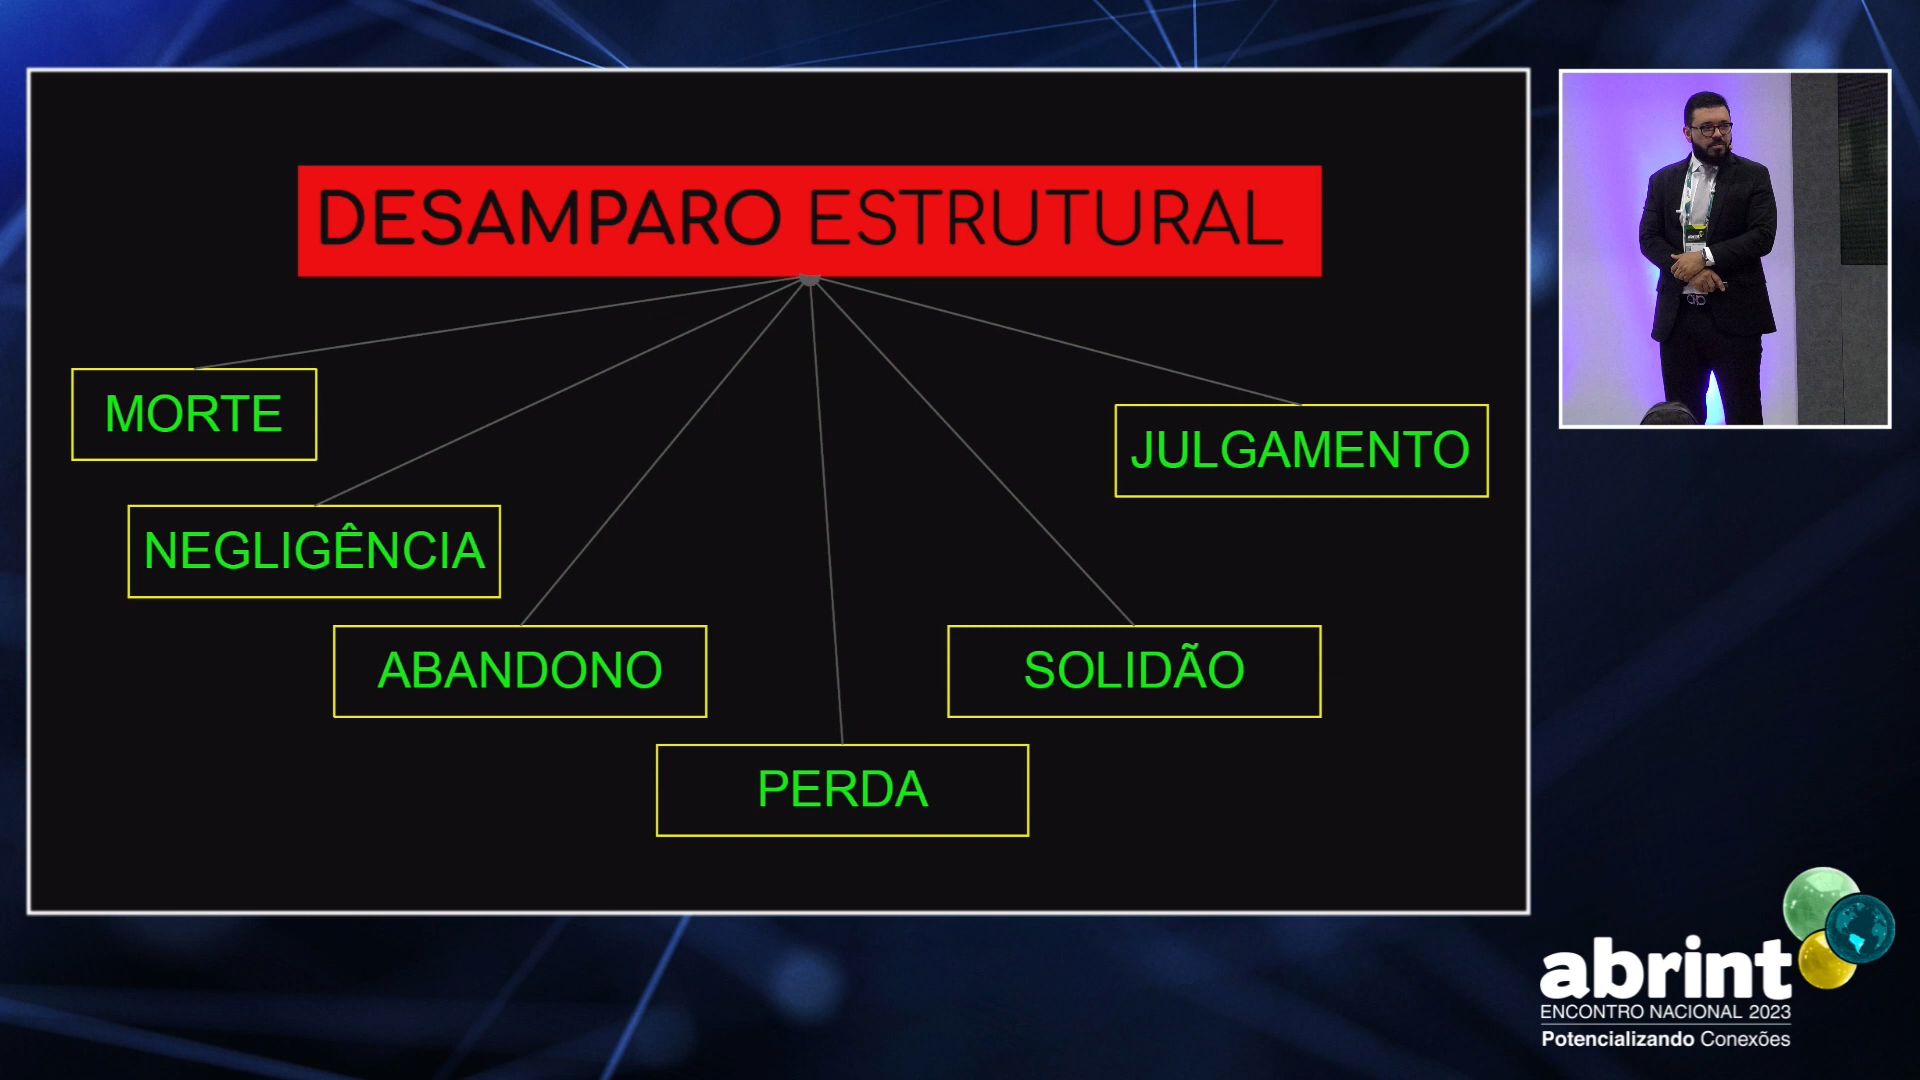 DESAMPARO ESTRUTURAL
MORTE
JULGAMENTO
NEGLIGÊNCIA
ABANDONO
SOLIDÃO
PERDA
abrint
ENCONTRO NACIONAL 2023
Potencializando Conexões